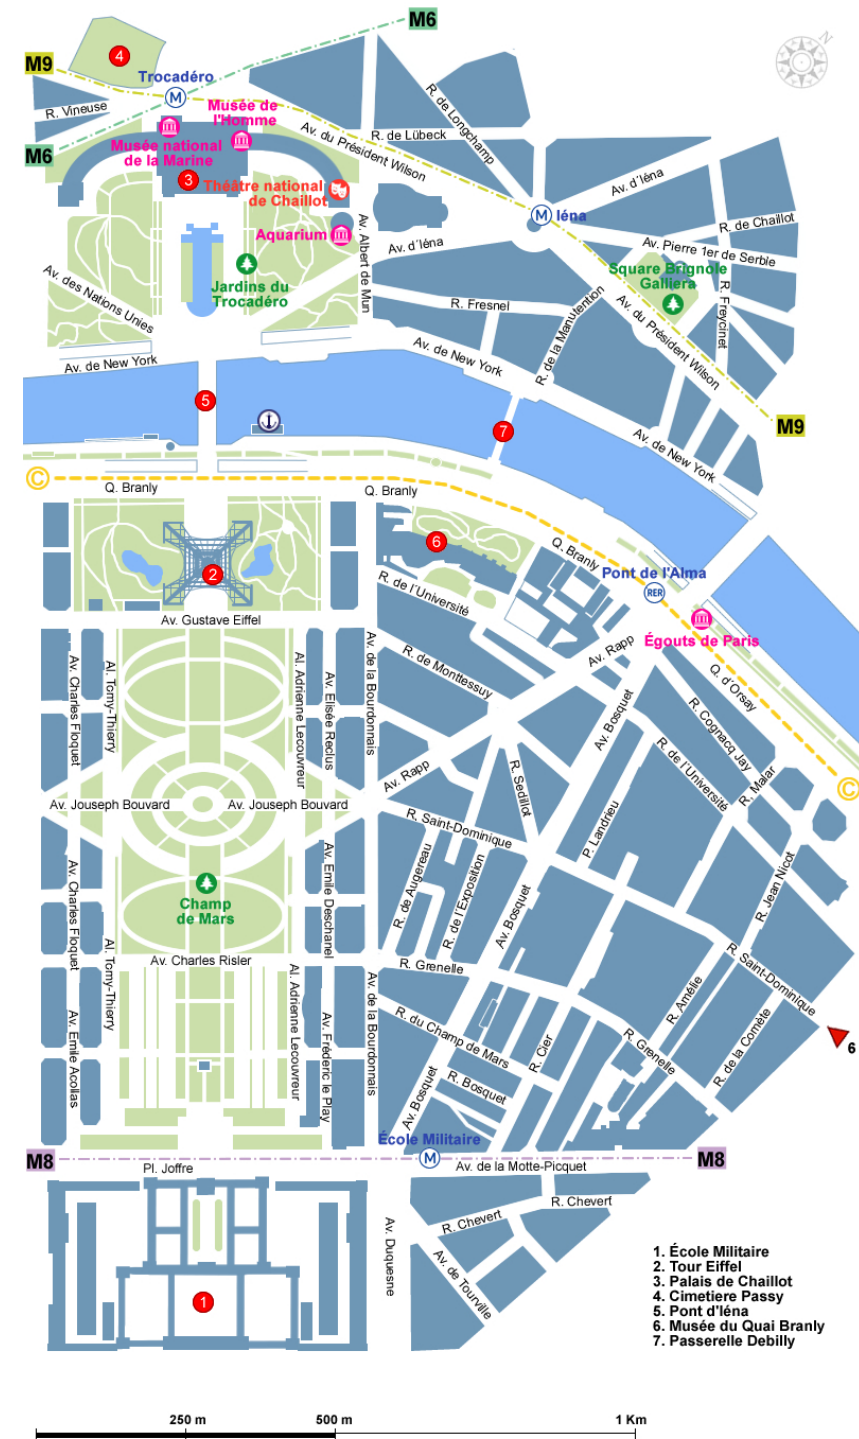 M6
N
4
M9
Trocadéro
M
R. Vineuse
Musée de
l'Homme
R. de Longchamp
R. de Lübeck
Av. du Président Wilson
M6
Musée national
de la Marine
3
Théâtre national
de Chaillot
Av. d´Iéna
M
Iéna
R. de Chaillot
Aquarium
Av. Albert de Mun
Av. d´Iéna
Av. Pierre 1er de Serbie
Square Brignole
Galliera
Jardins du
Trocadéro
Av. des Nations Unies
R. Fresnel
R. de la Manutention
Av. du Président Wilson
R. Freycinet
Av. de New York
Av. de New York
5
7
M9
Av. de New York
C
Q. Branly
Q. Branly
6
Q. Branly
2
Pont de l'Alma
RER
R. de l´Université
Av. Gustave Eiffel
Égouts de Paris
Av. Rapp
Q. d´Orsay
Av. Charles Floquet
Al. Tomy-Thierry
Al. Adrienne Lecouvreur
Av. Elisée Reclus
Av. de la Bourdonnais
R. de Monttessuy
Av. Bosquet
R. Cognacq Jay
R. de l´Université
R. Malar
Av. Rapp
R. Sedillot
C
Av. Jouseph Bouvard
Av. Jouseph Bouvard
R. Saint-Dominique
P. Landrieu
R. de Augereau
R. de l´Exposition
Av. Bosquet
R. Jean Nicot
Av. Charles Floquet
Av. Emile Deschanel
Champ
de Mars
Al. Tomy-Thierry
Av. Charles Risler
R. Grenelle
R. Saint-Dominique
Al. Adrienne Lecouvreur
Av. de la Bourdonnais
R. Amélie
Av. Emile Acollas
Av. Fréderic le Play
R. du Champ de Mars
R. Cler
R. Grenelle
R. de la Comète
6
R. Bosquet
Av. Bosquet
École Militaire
M8
M
M8
Pl. Joffre
Av. de la Motte-Picquet
R. Chevert
R. Chevert
Av. Duquesne
Av. de Tourville
1
1. École Militaire
2. Tour Eiffel
3. Palais de Chaillot
4. Cimetiere Passy
5. Pont d'Iéna
6. Musée du Quai Branly
7. Passerelle Debilly
250 m
500 m
1 Km